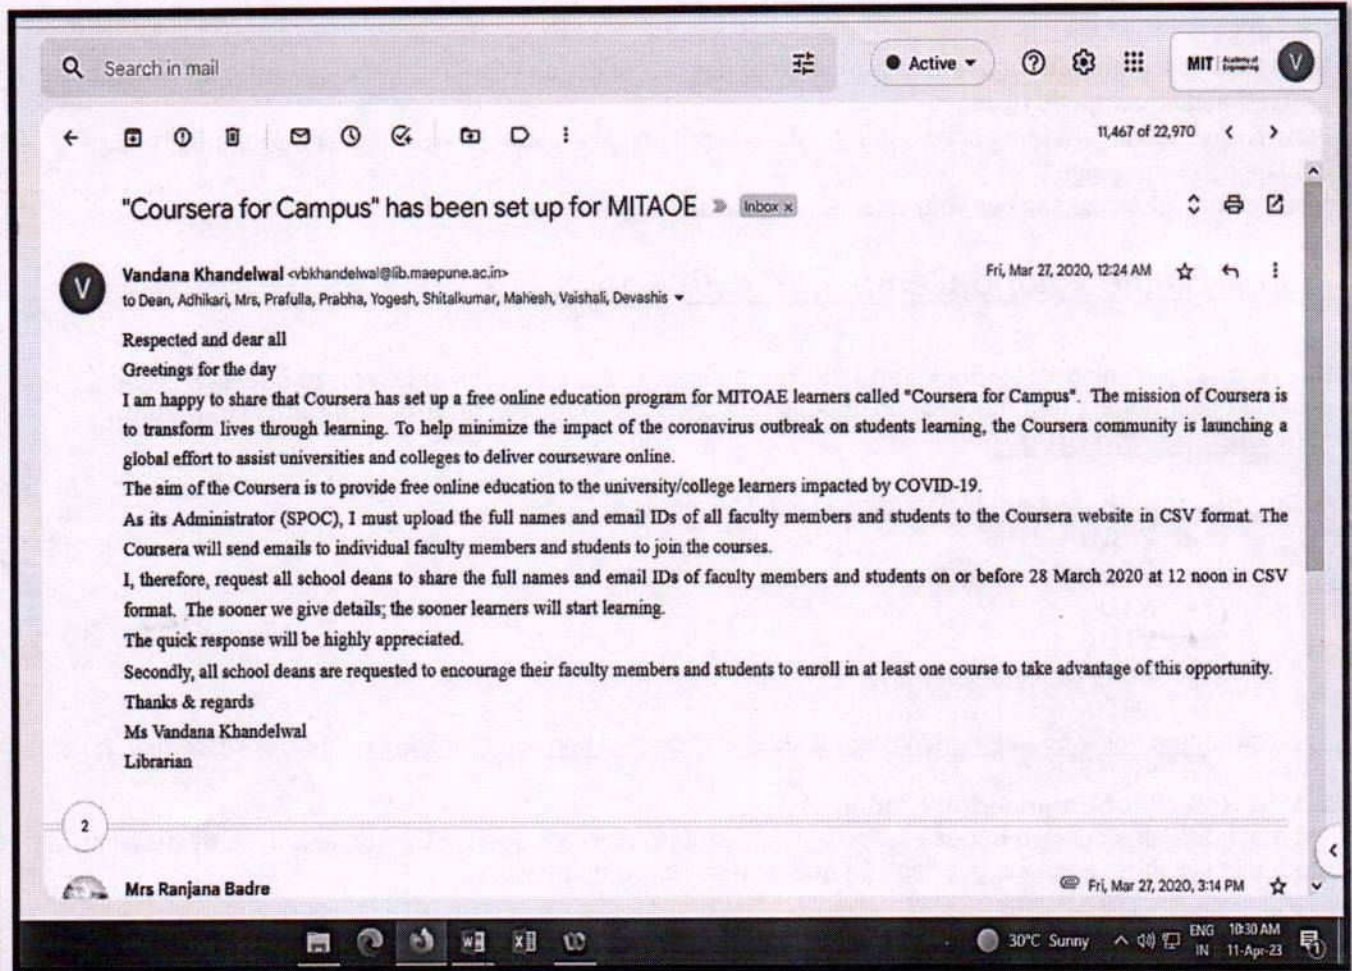 Search in mail
Active
MIT Academy of Engineering
V
11,467 of 22,970
"Coursera for Campus" has been set up for MITAOE
Inbox x
V
Vandana Khandelwal <vbkhandelwal@lib.maepune.ac.in>
Fri, Mar 27, 2020, 12:24 AM
to Dean, Adhikari, Mrs, Prafulla, Prabha, Yogesh, Shitalkumar, Mahesh, Vaishali, Devashis
Respected and dear all
Greetings for the day
I am happy to share that Coursera has set up a free online education program for MITOAE learners called "Coursera for Campus". The mission of Coursera is
to transform lives through learning. To help minimize the impact of the coronavirus outbreak on students learning, the Coursera community is launching a
global effort to assist universities and colleges to deliver courseware online.
The aim of the Coursera is to provide free online education to the university/college learners impacted by COVID-19.
As its Administrator (SPOC), I must upload the full names and email IDs of all faculty members and students to the Coursera website in CSV format. The
Coursera will send emails to individual faculty members and students to join the courses.
I, therefore, request all school deans to share the full names and email IDs of faculty members and students on or before 28 March 2020 at 12 noon in CSV
format. The sooner we give details; the sooner learners will start learning.
The quick response will be highly appreciated.
Secondly, all school deans are requested to encourage their faculty members and students to enroll in at least one course to take advantage of this opportunity.
Thanks & regards
Ms Vandana Khandelwal
Librarian
2
Mrs Ranjana Badre
Fri, Mar 27, 2020, 3:14 PM
30°C Sunny
ENG
IN
10:30 AM
11-Apr-23
1